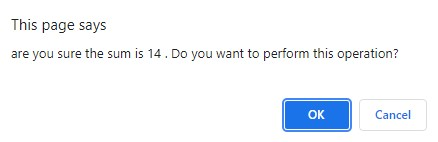 This page says
are you sure the sum is 14 . Do you want to perform this operation?
OK
Cancel